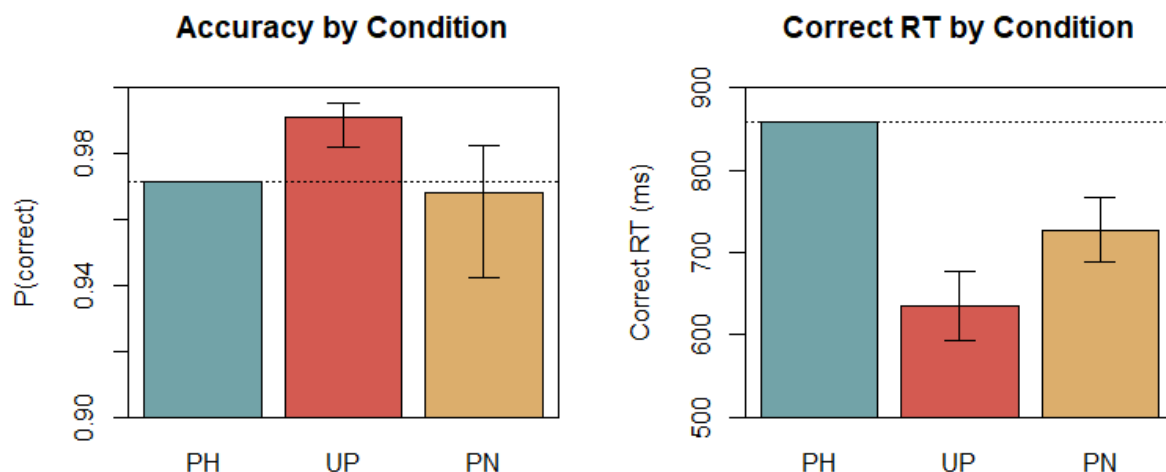 Accuracy by Condition
P(correct)
0.98
0.94
0.90
PH UP PN
Correct RT by Condition
Correct RT (ms)
900
800
700
600
500
PH UP PN